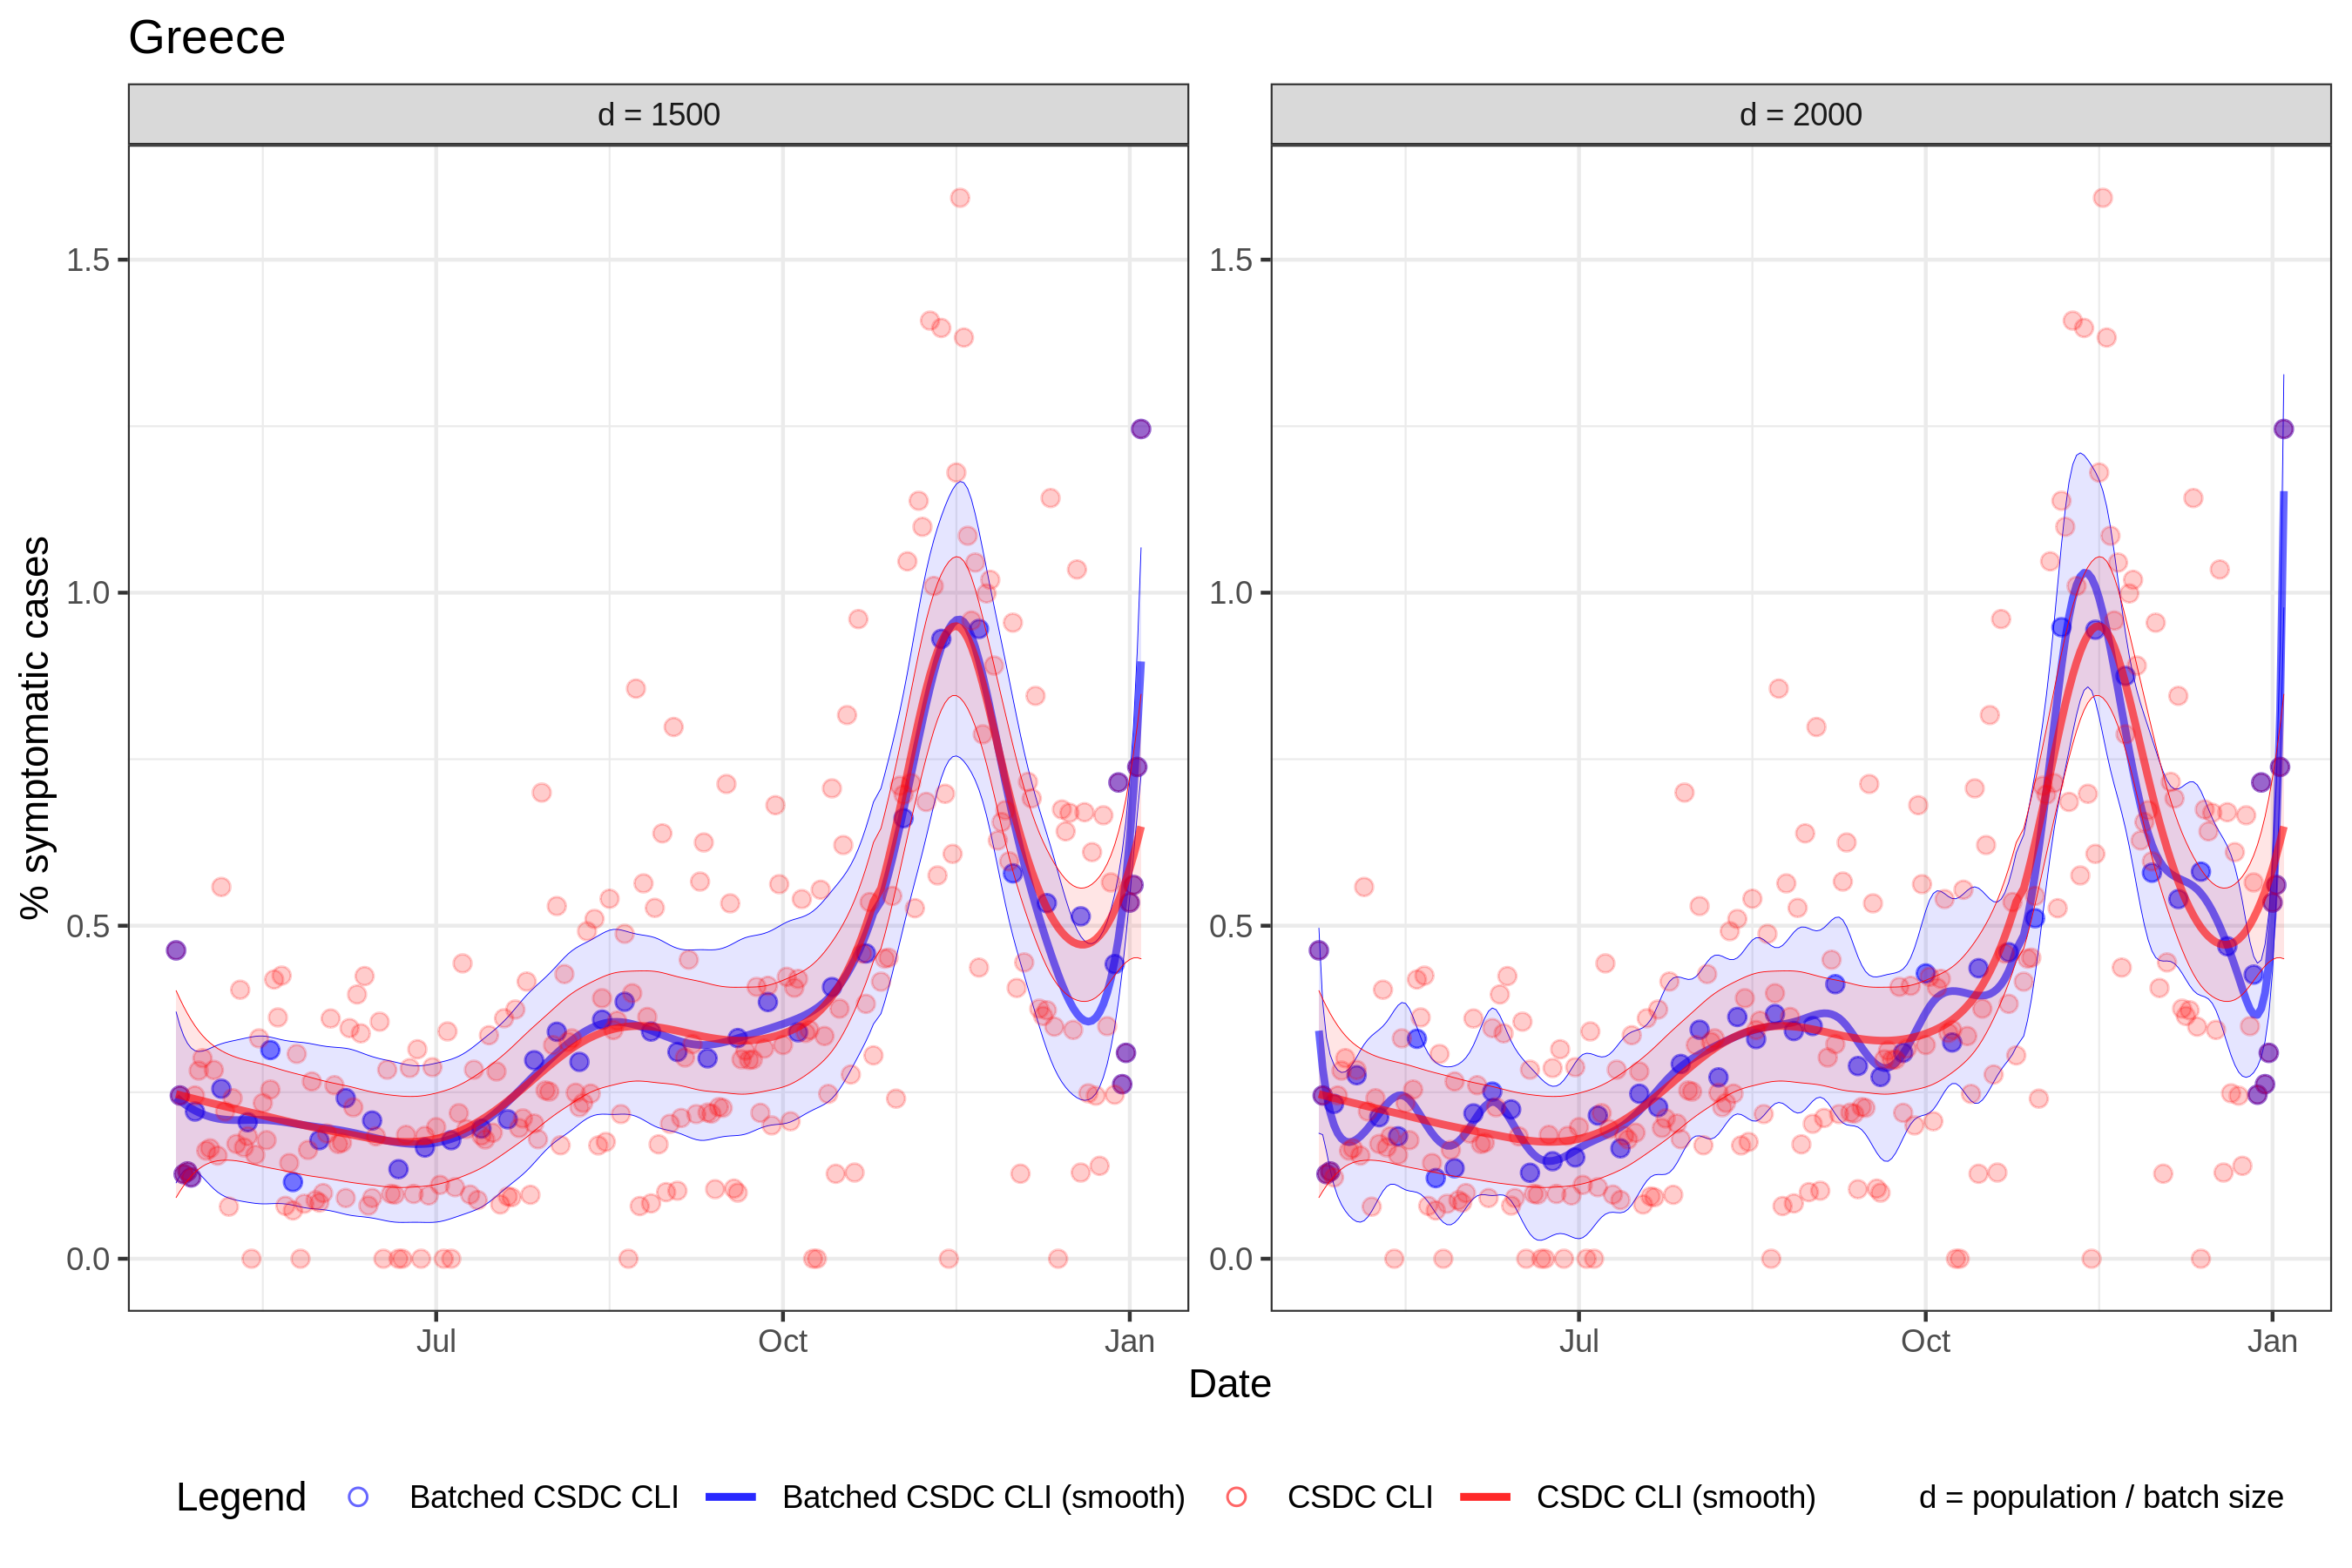 Greece
d = 1500
d = 2000
% symptomatic cases
1.5
1.0
0.5
0.0
1.5
1.0
0.5
0.0
Jul
Oct
Jan
Jul
Oct
Jan
Date
Legend
Batched CSDC CLI
Batched CSDC CLI (smooth)
CSDC CLI
CSDC CLI (smooth)
d = population / batch size